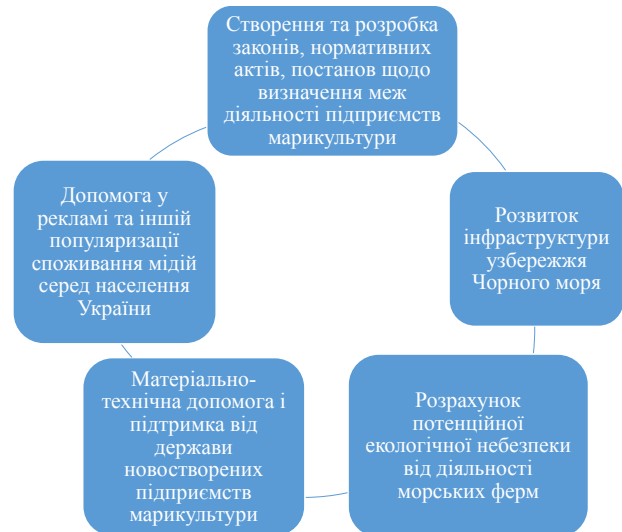 Створення та розробка
законів, нормативних
актів, постанов щодо
визначення меж
діяльності підприємств
марикультури
Розвиток
інфраструктури
узбережжя
Чорного моря
Розрахунок
потенційної
екологічної небезпеки
від діяльності
морських ферм
Матеріально-
технічна допомога і
підтримка від
держави
новостворених
підприємств
марикультури
Допомога у
рекламі та іншій
популяризації
споживання мідій
серед населення
України